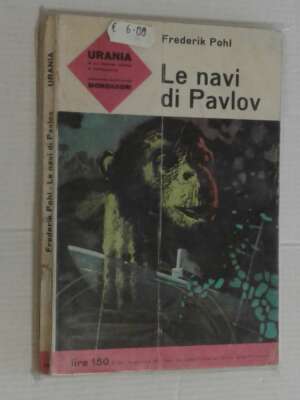 € 6.00
Frederik Pohl
URANIA
MONDADORI
Le navi
di Pavlov
lire 150
Frederik Pohl - Le navi di Pavlov URANIA